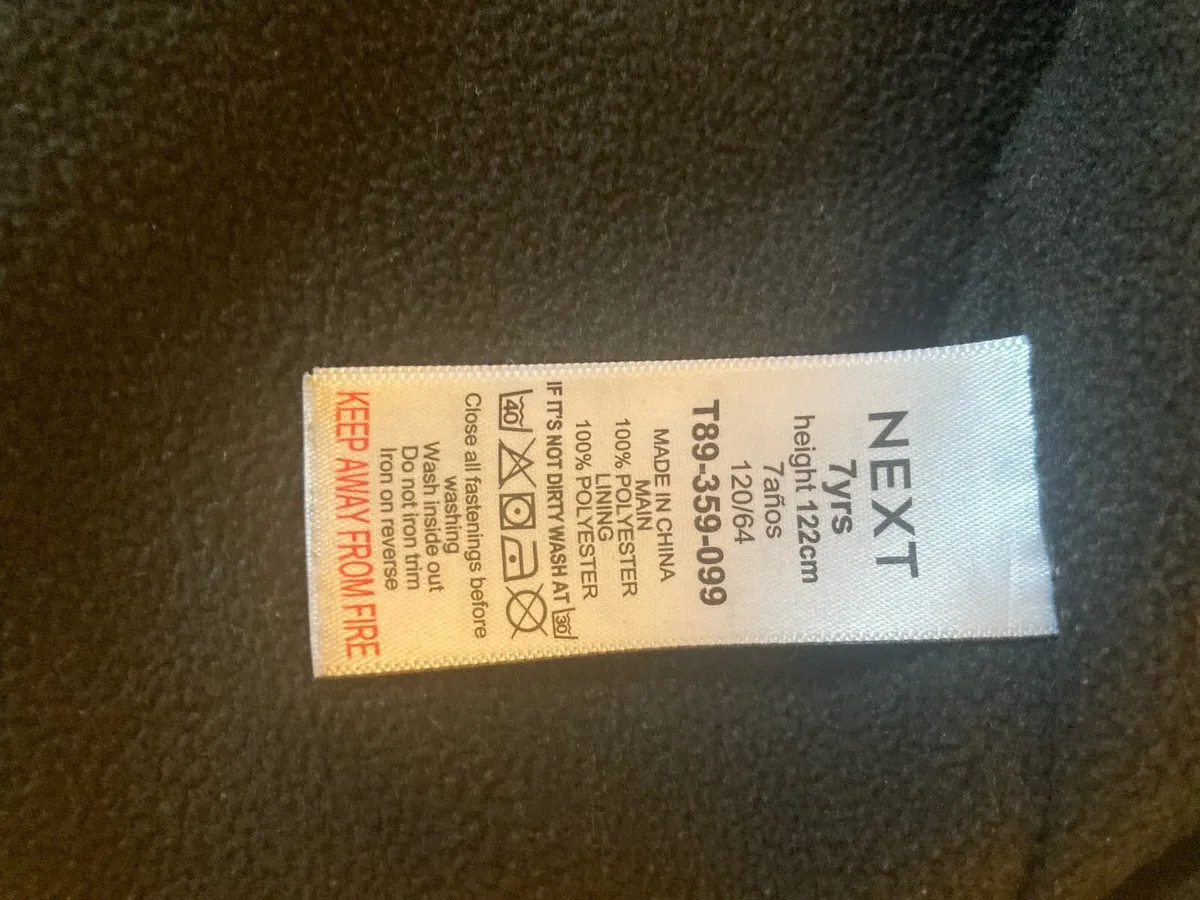 NEXT
7yrs
height 122cm
7años
120/64
T89-359-099
MADE IN CHINA
MAIN
100% POLYESTER
LINING
100% POLYESTER
IF IT'S NOT DIRTY WASH AT 30
40
Close all fastenings before
washing
Wash inside out
Do not iron trim
Iron on reverse
KEEP AWAY FROM FIRE